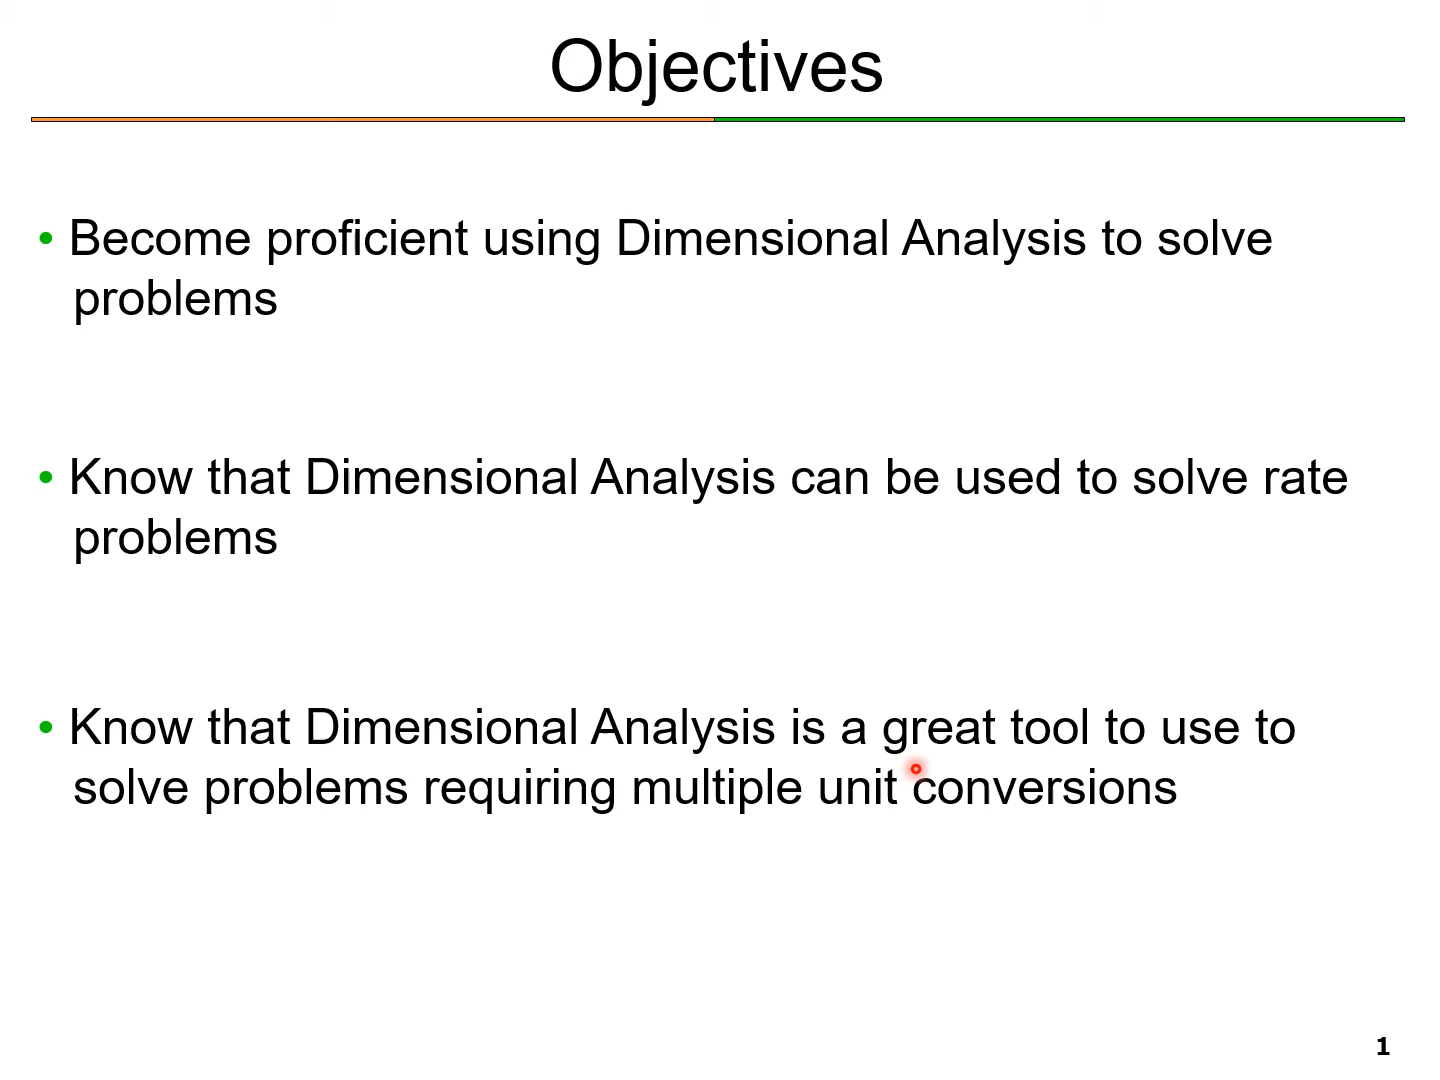 Objectives
• Become proficient using Dimensional Analysis to solve
problems
• Know that Dimensional Analysis can be used to solve rate
problems
• Know that Dimensional Analysis is a great tool to use to
solve problems requiring multiple unit conversions
1